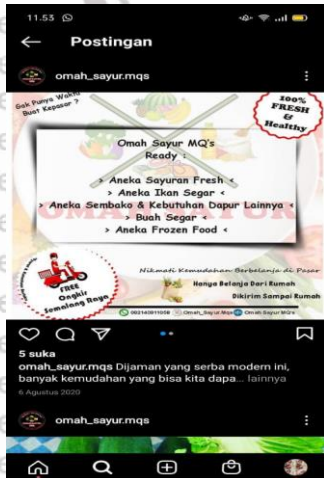 11.53
Postingan
omah_sayur.mqs
Gak Punya Waktu
Buat Kepasar ?
100%
FRESH
&
Healthy
Omah Sayur MQ's
Ready :
> Aneka Sayuran Fresh <
> Aneka Ikan Segar <
> Aneka Sembako & Kebutuhan Dapur Lainnya <
> Buah Segar <
> Aneka Frozen Food <
OMAH SAYUR
Nikmati Kemudahan Berbelanja di Pasar
Hanya Belanja Dari Rumah
Dikirim Sampai Rumah
FREE
Ongkir
Semalang Raya
Omah Sayur MQ's
5 suka
omah_sayur.mqs Dijaman yang serba modern ini,
banyak kemudahan yang bisa kita dapa... lainnya
6 Agustus 2020
omah_sayur.mqs